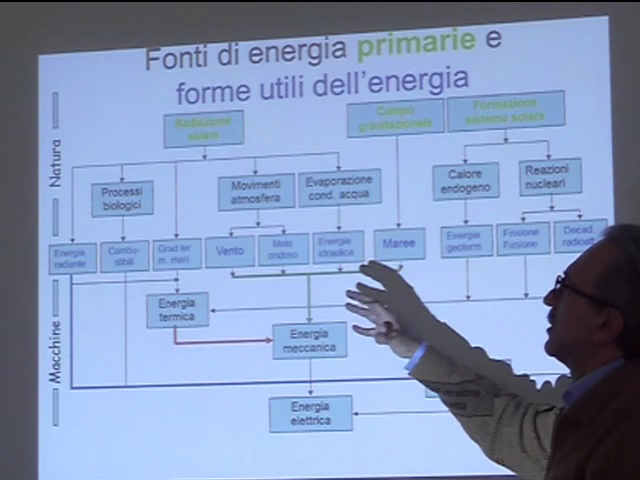 Fonti di energia primarie e
forme utili dell'energia
Radiazione
solare
Campo
gravitazionale
Formazione
sistema solare
Natura
Processi
biologici
Movimenti
atmosfera
Evaporazione
cond. acqua
Calore
endogeno
Reazioni
nucleari
Energia
radiante
Combu-
stibili
Grad.ter
m. mari
Vento
Moto
ondoso
Energia
idraulica
Maree
Energia
geoterm
Fissione
Fusione
Decad.
radioatt
Macchine
Energia
termica
Energia
meccanica
Energia
elettrica